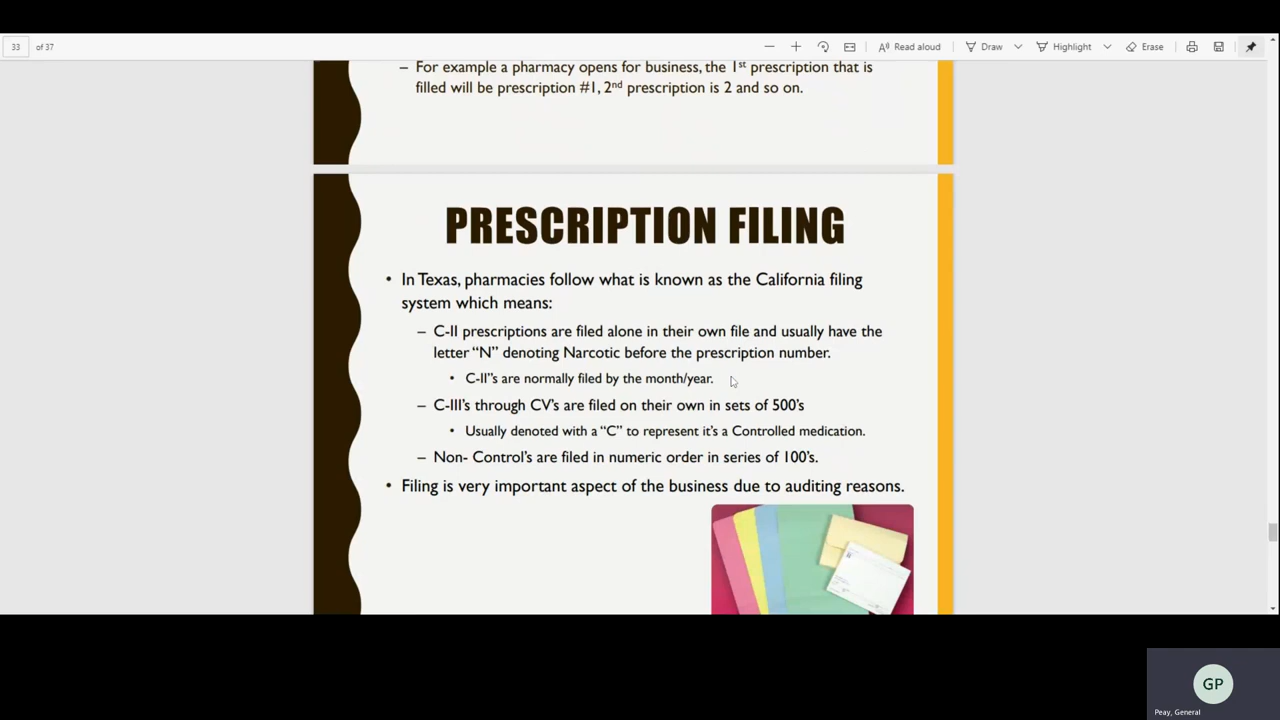 33 of 37
Read aloud
Draw
Highlight
Erase
– For example a pharmacy opens for business, the 1st prescription that is
filled will be prescription #1, 2nd prescription is 2 and so on.
PRESCRIPTION FILING
• In Texas, pharmacies follow what is known as the California filing
system which means:
– C-II prescriptions are filed alone in their own file and usually have the
letter “N” denoting Narcotic before the prescription number.
• C-II”s are normally filed by the month/year.
– C-III’s through CV’s are filed on their own in sets of 500’s
• Usually denoted with a “C” to represent it’s a Controlled medication.
– Non- Control’s are filed in numeric order in series of 100’s.
• Filing is very important aspect of the business due to auditing reasons.
GP
Peay, General